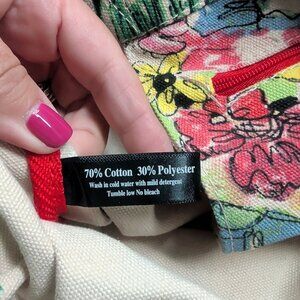 70% Cotton 30% Polyester
Wash in cold water with mild detergent
Tumble low No bleach